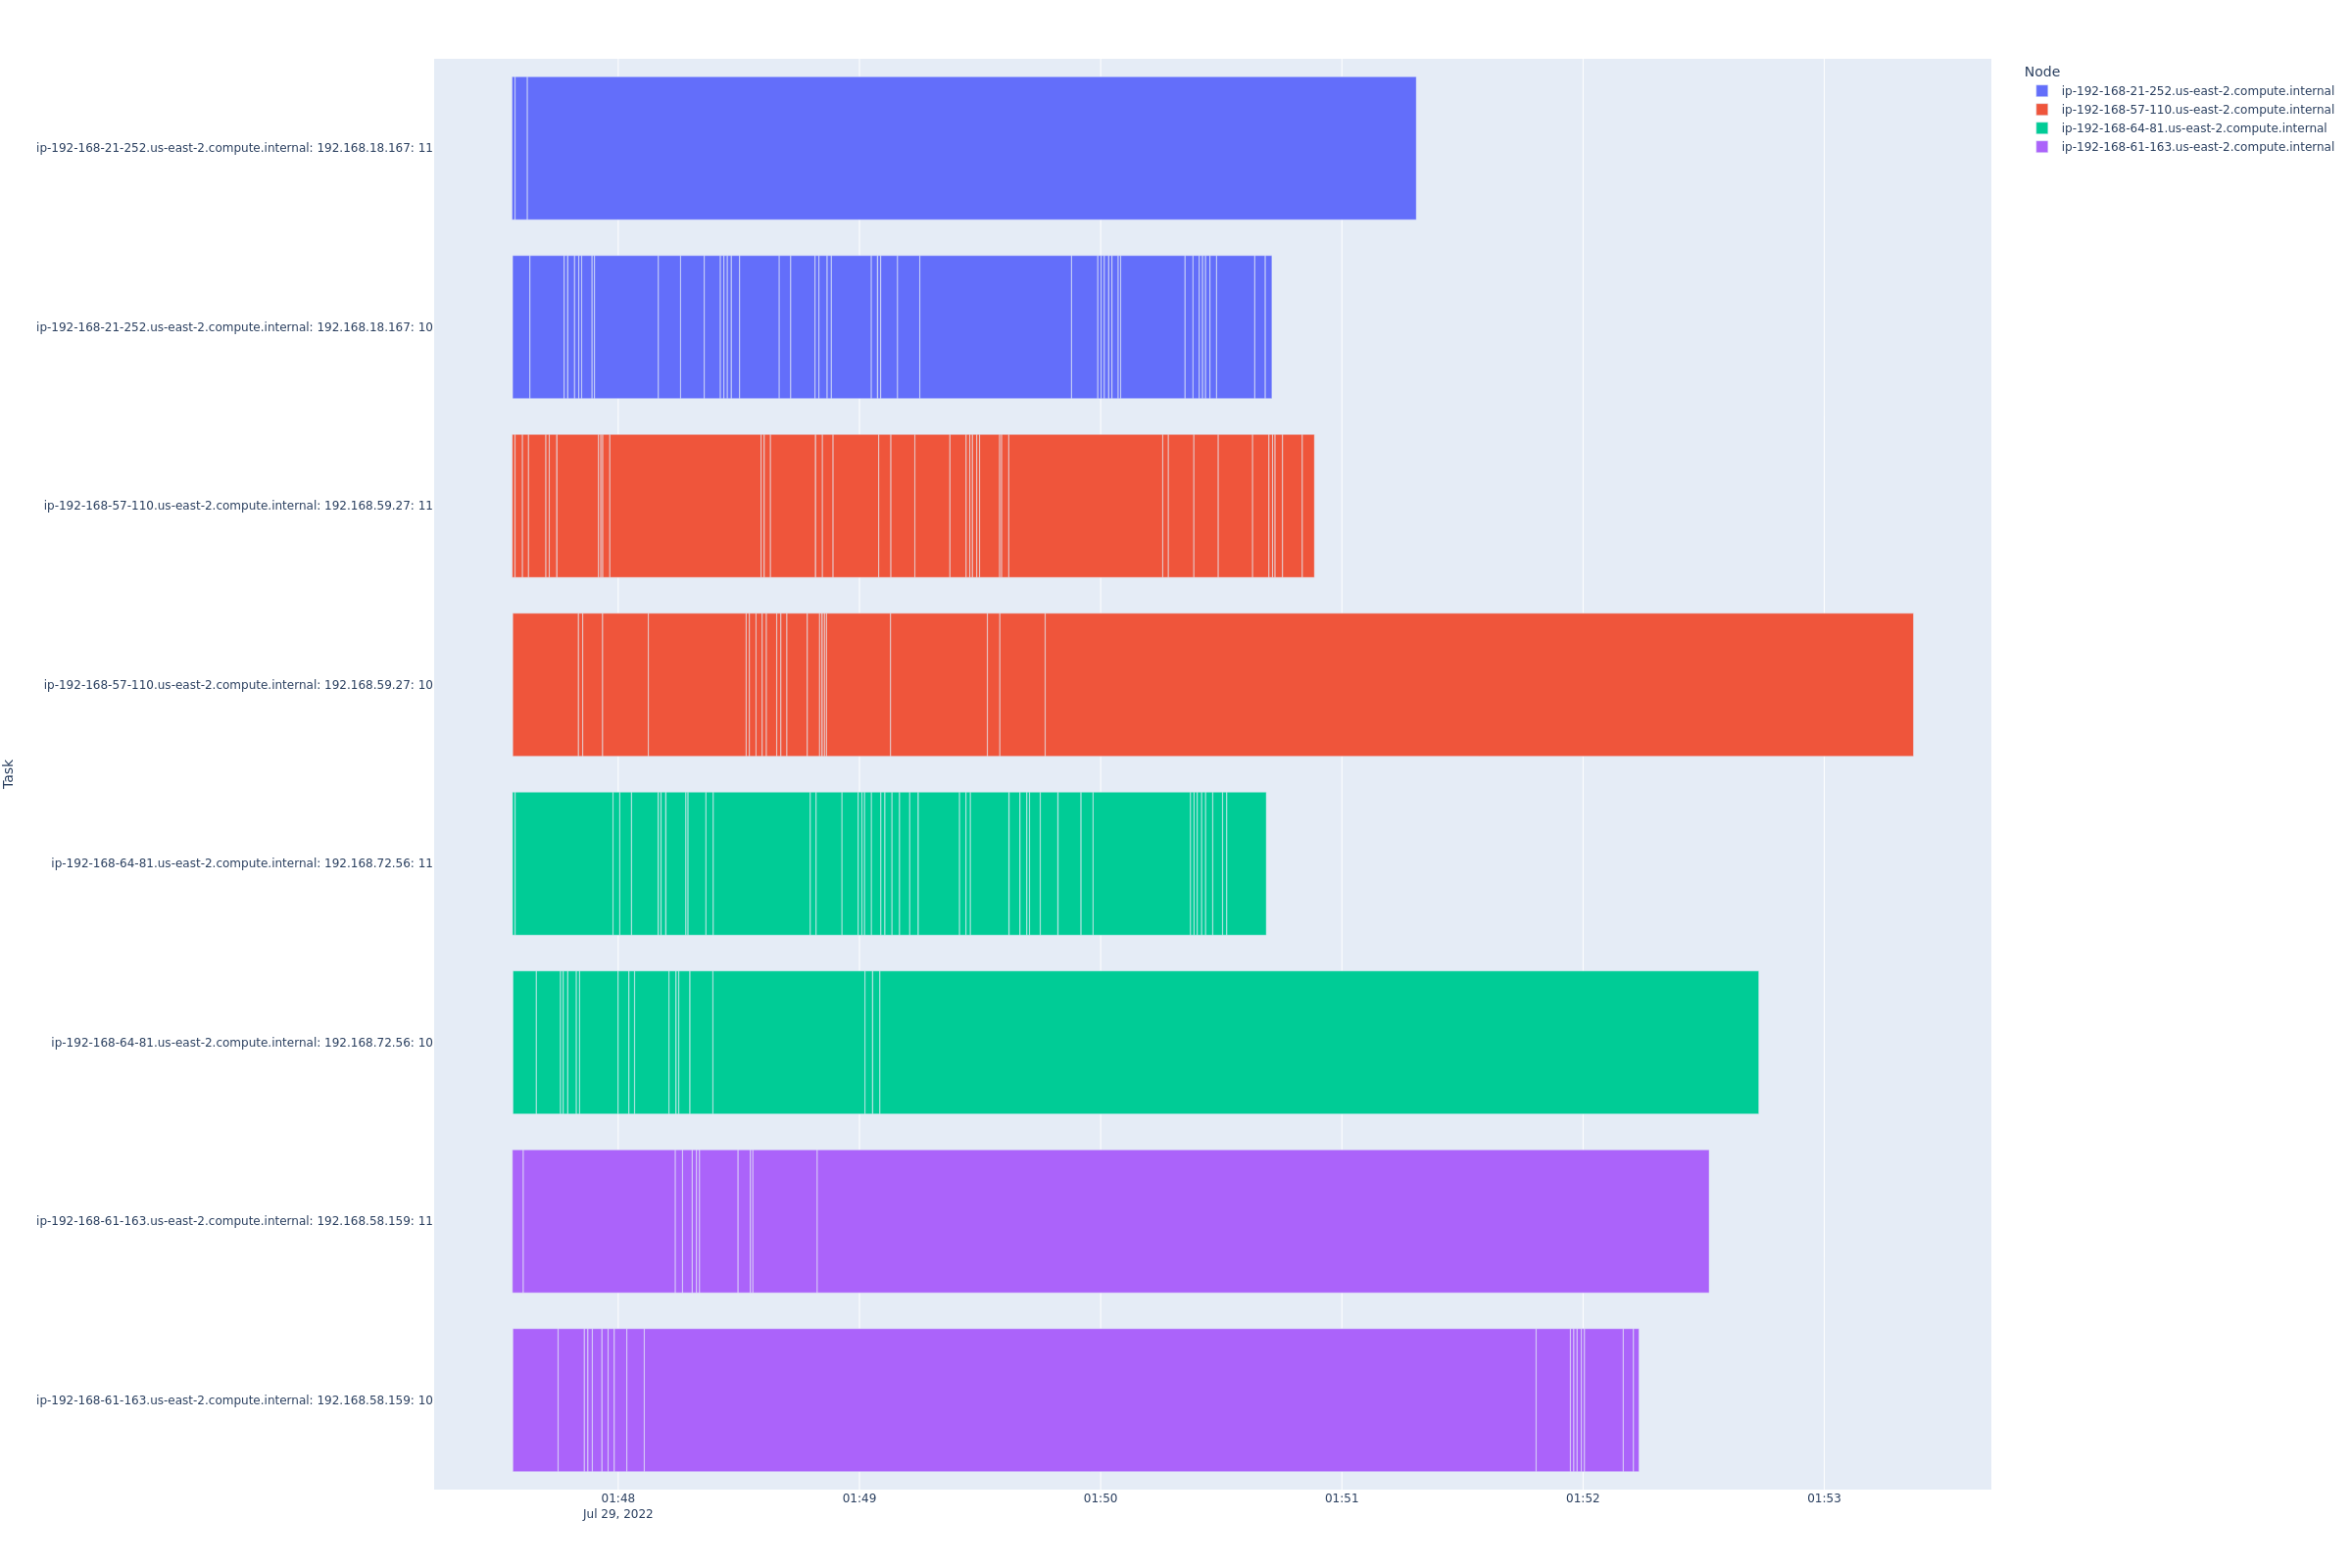 Node
ip-192-168-21-252.us-east-2.compute.internal
ip-192-168-57-110.us-east-2.compute.internal
ip-192-168-64-81.us-east-2.compute.internal
ip-192-168-61-163.us-east-2.compute.internal
ip-192-168-21-252.us-east-2.compute.internal: 192.168.18.167: 11
ip-192-168-21-252.us-east-2.compute.internal: 192.168.18.167: 10
ip-192-168-57-110.us-east-2.compute.internal: 192.168.59.27: 11
ip-192-168-57-110.us-east-2.compute.internal: 192.168.59.27: 10
Task
ip-192-168-64-81.us-east-2.compute.internal: 192.168.72.56: 11
ip-192-168-64-81.us-east-2.compute.internal: 192.168.72.56: 10
ip-192-168-61-163.us-east-2.compute.internal: 192.168.58.159: 11
ip-192-168-61-163.us-east-2.compute.internal: 192.168.58.159: 10
01:48 01:49 01:50 01:51 01:52 01:53
Jul 29, 2022